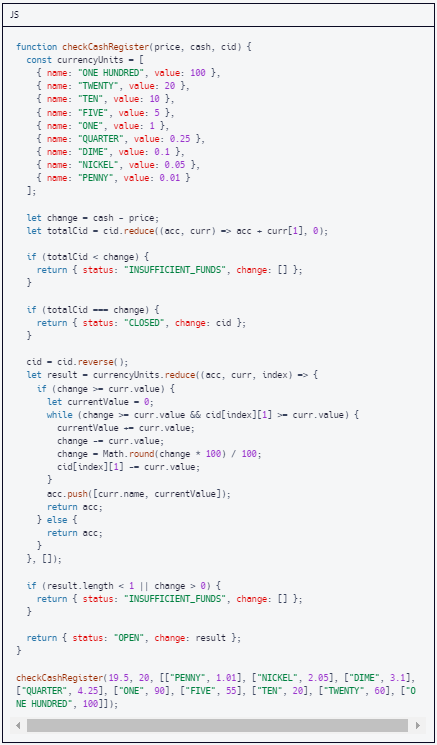 JS
function checkCashRegister(price, cash, cid) {
  const currencyUnits = [
    { name: "ONE HUNDRED", value: 100 },
    { name: "TWENTY", value: 20 },
    { name: "TEN", value: 10 },
    { name: "FIVE", value: 5 },
    { name: "ONE", value: 1 },
    { name: "QUARTER", value: 0.25 },
    { name: "DIME", value: 0.1 },
    { name: "NICKEL", value: 0.05 },
    { name: "PENNY", value: 0.01 }
  ];
  let change = cash - price;
  let totalCid = cid.reduce((acc, curr) => acc + curr[1], 0);
  if (totalCid < change) {
    return { status: "INSUFFICIENT_FUNDS", change: [] };
  }
  if (totalCid === change) {
    return { status: "CLOSED", change: cid };
  }
  cid = cid.reverse();
  let result = currencyUnits.reduce((acc, curr, index) => {
    if (change >= curr.value) {
      let currentValue = 0;
      while (change >= curr.value && cid[index][1] >= curr.value) {
        currentValue += curr.value;
        change -= curr.value;
        change = Math.round(change * 100) / 100;
        cid[index][1] -= curr.value;
      }
      acc.push([curr.name, currentValue]);
      return acc;
    } else {
      return acc;
    }
  }, []);
  if (result.length < 1 || change > 0) {
    return { status: "INSUFFICIENT_FUNDS", change: [] };
  }
  return { status: "OPEN", change: result };
}
checkCashRegister(19.5, 20, [["PENNY", 1.01], ["NICKEL", 2.05], ["DIME", 3.1],
["QUARTER", 4.25], ["ONE", 90], ["FIVE", 55], ["TEN", 20], ["TWENTY", 60], ["O
NE HUNDRED", 100]]);